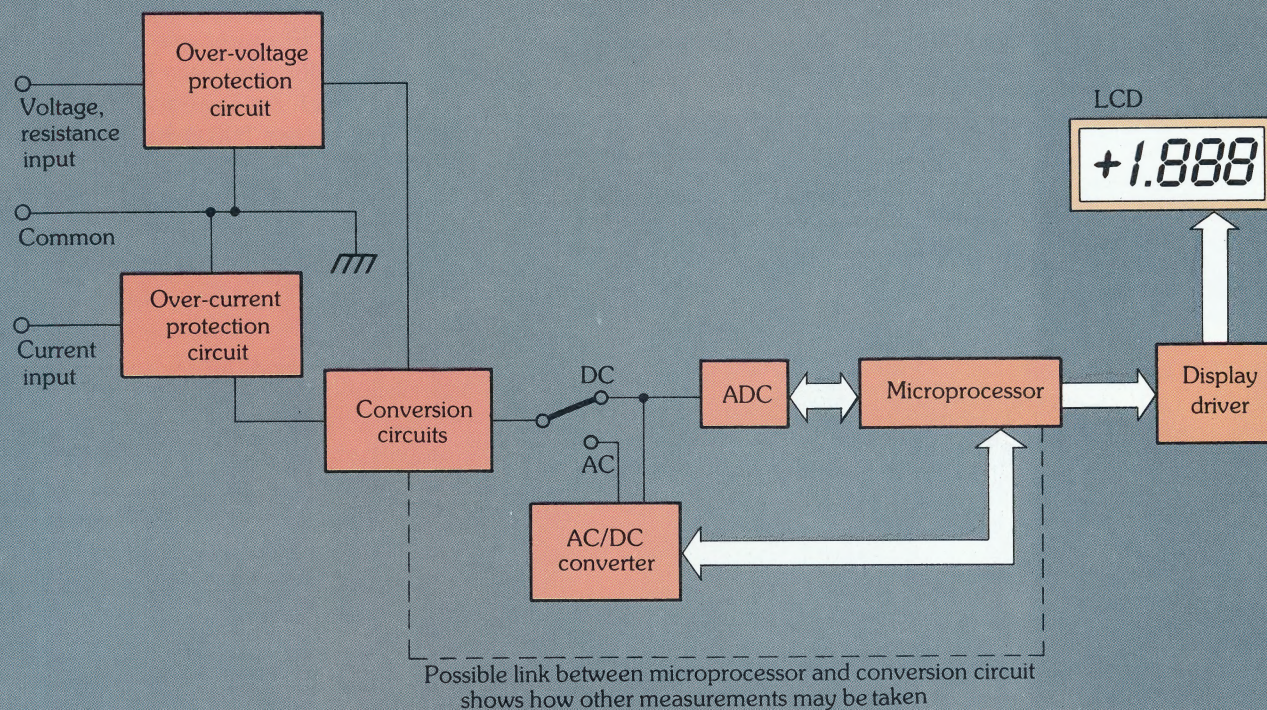 Over-voltage
protection
circuit
Voltage,
resistance
input
LCD
+1.888
Common
Over-current
protection
circuit
Current
input
Conversion
circuits
DC
AC
ADC
Microprocessor
Display
driver
AC/DC
converter
Possible link between microprocessor and conversion circuit
shows how other measurements may be taken